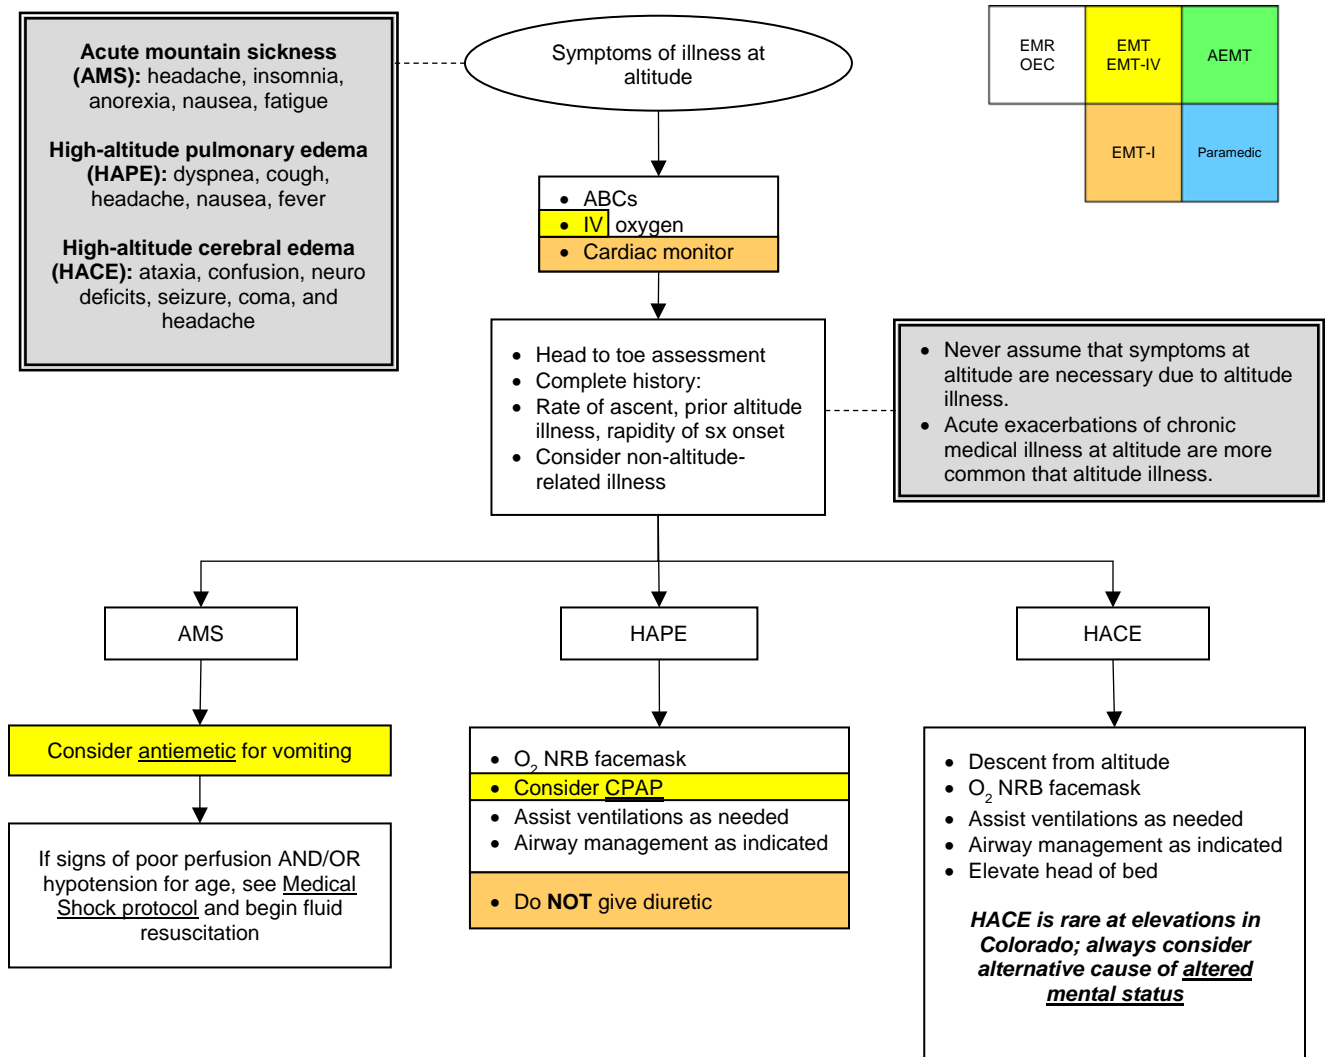 Acute mountain sickness
(AMS): headache, insomnia,
anorexia, nausea, fatigue
High-altitude pulmonary edema
(HAPE): dyspnea, cough,
headache, nausea, fever
High-altitude cerebral edema
(HACE): ataxia, confusion, neuro
deficits, seizure, coma, and
headache
Symptoms of illness at
altitude
EMR
OEC
EMT
EMT-IV
AEMT
EMT-I
Paramedic
• ABCs
• IV oxygen
• Cardiac monitor
• Head to toe assessment
• Complete history:
• Rate of ascent, prior altitude
illness, rapidity of sx onset
• Consider non-altitude-
related illness
• Never assume that symptoms at
altitude are necessary due to altitude
illness.
• Acute exacerbations of chronic
medical illness at altitude are more
common that altitude illness.
AMS
Consider antiemetic for vomiting
If signs of poor perfusion AND/OR
hypotension for age, see Medical
Shock protocol and begin fluid
resuscitation
HAPE
• O2 NRB facemask
• Consider CPAP
• Assist ventilations as needed
• Airway management as indicated
• Do NOT give diuretic
HACE
• Descent from altitude
• O2 NRB facemask
• Assist ventilations as needed
• Airway management as indicated
• Elevate head of bed
HACE is rare at elevations in
Colorado; always consider
alternative cause of altered
mental status